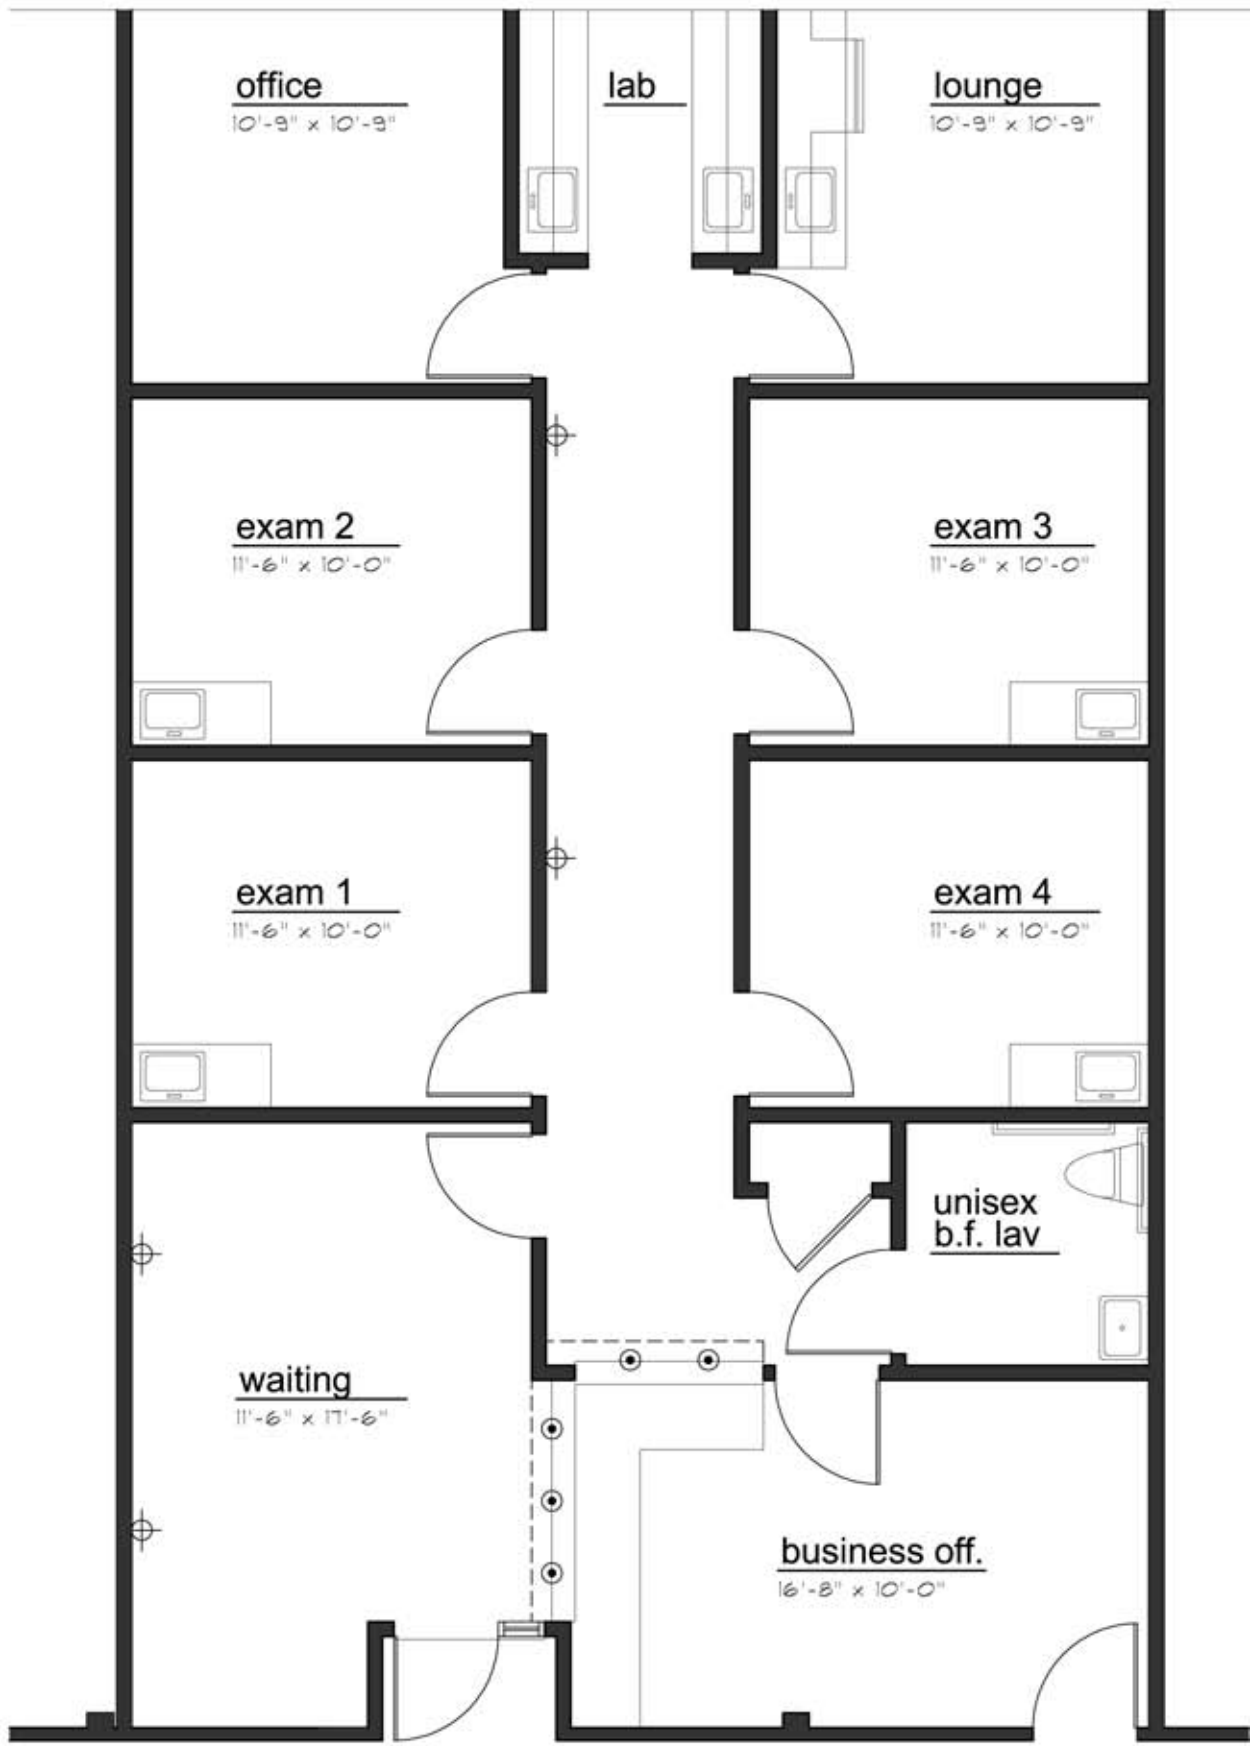 office
10'-9" x 10'-9"
lab
lounge
10'-9" x 10'-9"
exam 2
11'-6" x 10'-0"
exam 3
11'-6" x 10'-0"
exam 1
11'-6" x 10'-0"
exam 4
11'-6" x 10'-0"
unisex
b.f. lav
waiting
11'-6" x 17'-6"
business off.
16'-8" x 10'-0"